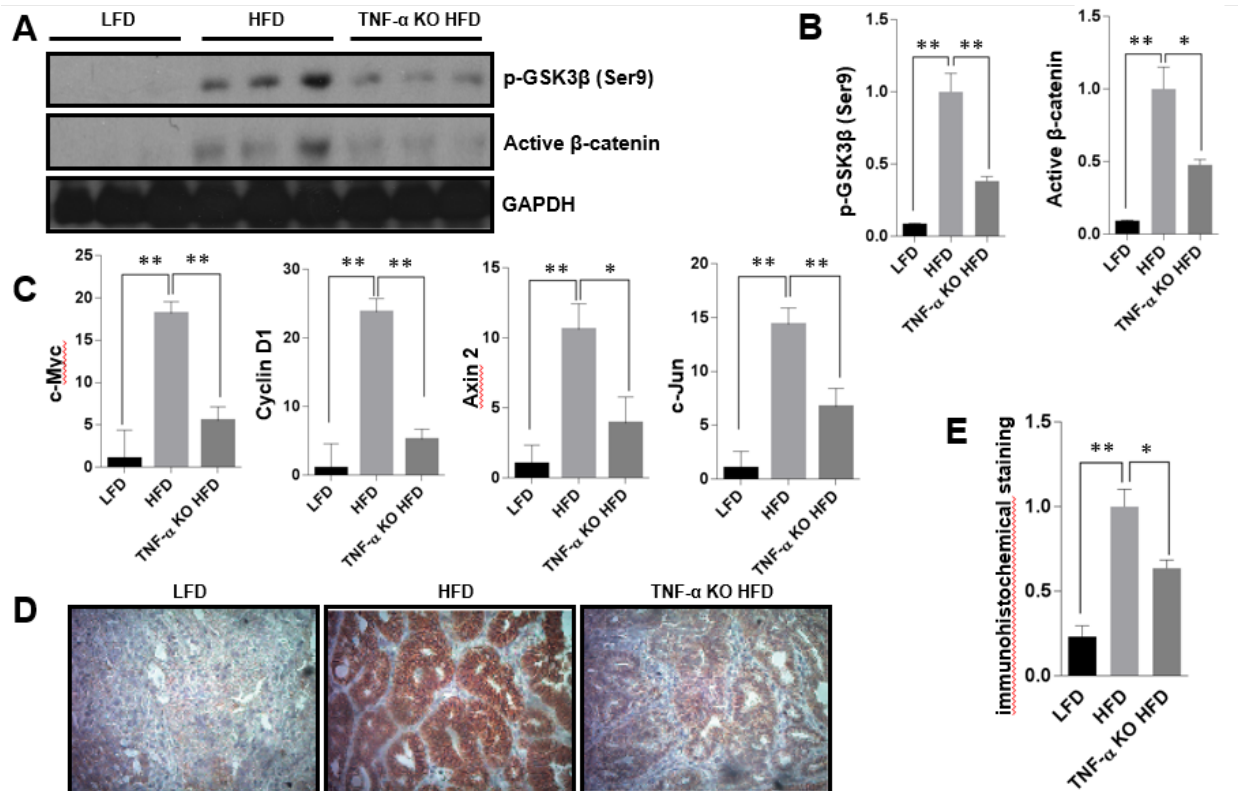 A
LFD
HFD
TNF-α KO HFD
p-GSK3β (Ser9)
Active β-catenin
GAPDH
B
p-GSK3β (Ser9)
1.5
1.0
0.5
0.0
** **
LFD
HFD
TNF-α KO HFD
Active β-catenin
1.5
1.0
0.5
0.0
** *
LFD
HFD
TNF-α KO HFD
C
c-Myc
25
20
15
10
5
0
** **
LFD
HFD
TNF-α KO HFD
Cyclin D1
30
20
10
0
** **
LFD
HFD
TNF-α KO HFD
Axin 2
15
10
5
0
** *
LFD
HFD
TNF-α KO HFD
c-Jun
20
15
10
5
0
** **
LFD
HFD
TNF-α KO HFD
D
LFD
HFD
TNF-α KO HFD
E
immunohistochemical staining
1.5
1.0
0.5
0.0
** *
LFD
HFD
TNF-α KO HFD